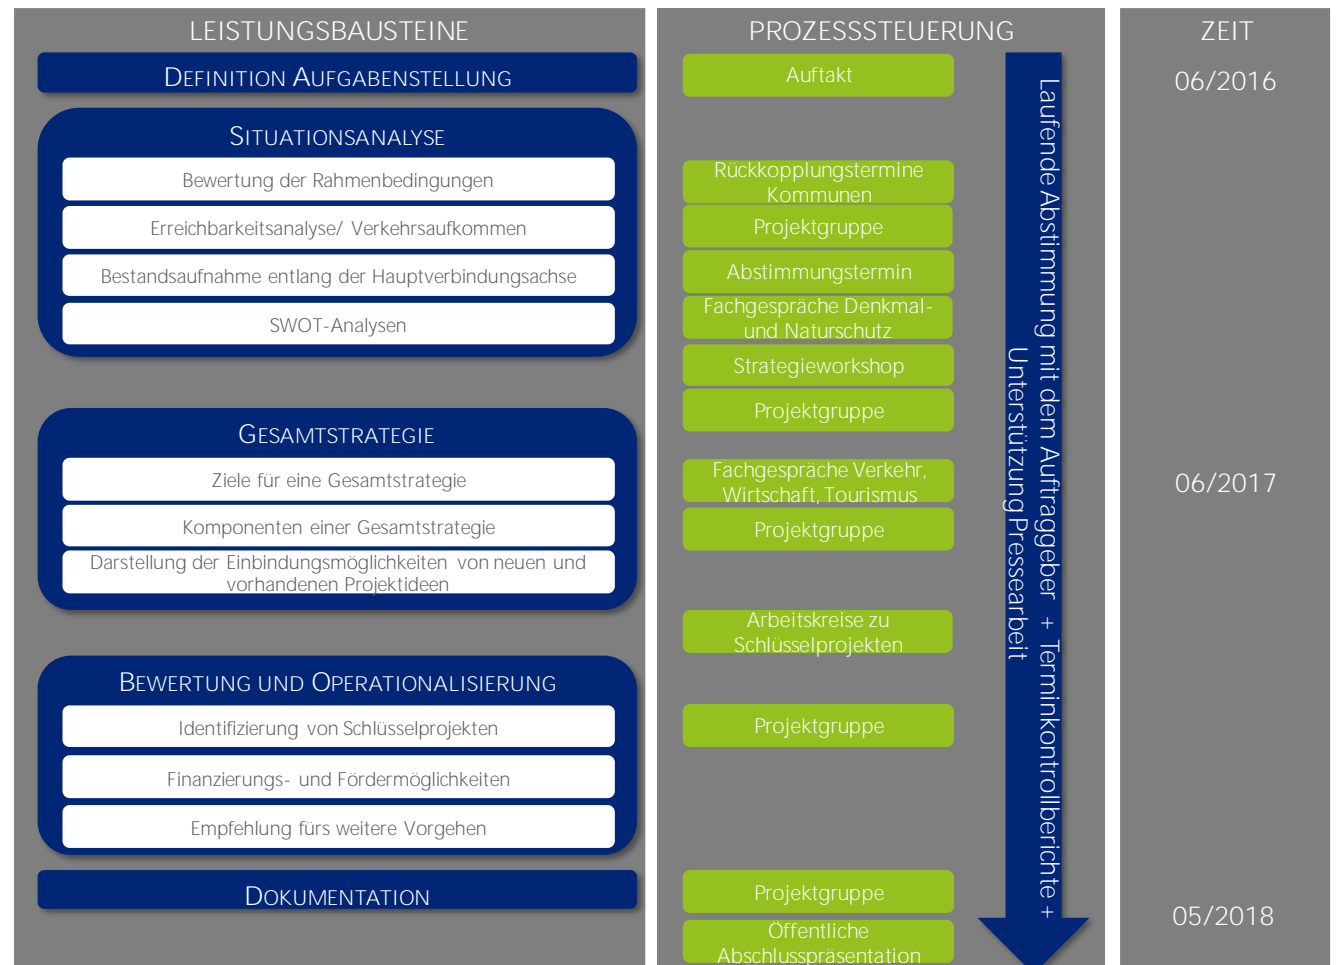 LEISTUNGSBAUSTEINE
DEFINITION AUFGABENSTELLUNG
SITUATIONSANALYSE
Bewertung der Rahmenbedingungen
Erreichbarkeitsanalyse/ Verkehrsaufkommen
Bestandsaufnahme entlang der Hauptverbindungsachse
SWOT-Analysen
GESAMTSTRATEGIE
Ziele für eine Gesamtstrategie
Komponenten einer Gesamtstrategie
Darstellung der Einbindungsmöglichkeiten von neuen und
vorhandenen Projektideen
BEWERTUNG UND OPERATIONALISIERUNG
Identifizierung von Schlüsselprojekten
Finanzierungs- und Fördermöglichkeiten
Empfehlung fürs weitere Vorgehen
DOKUMENTATION
PROZESSSTEUERUNG
Auftakt
Rückkopplungstermine
Kommunen
Projektgruppe
Abstimmungstermin
Fachgespräche Denkmal-
und Naturschutz
Strategieworkshop
Projektgruppe
Fachgespräche Verkehr,
Wirtschaft, Tourismus
Projektgruppe
Arbeitskreise zu
Schlüsselprojekten
Projektgruppe
Projektgruppe
Öffentliche
Abschlusspräsentation
Laufende Abstimmung mit dem Auftraggeber + Terminkontrollberichte +
Unterstützung Pressearbeit
ZEIT
06/2016
06/2017
05/2018